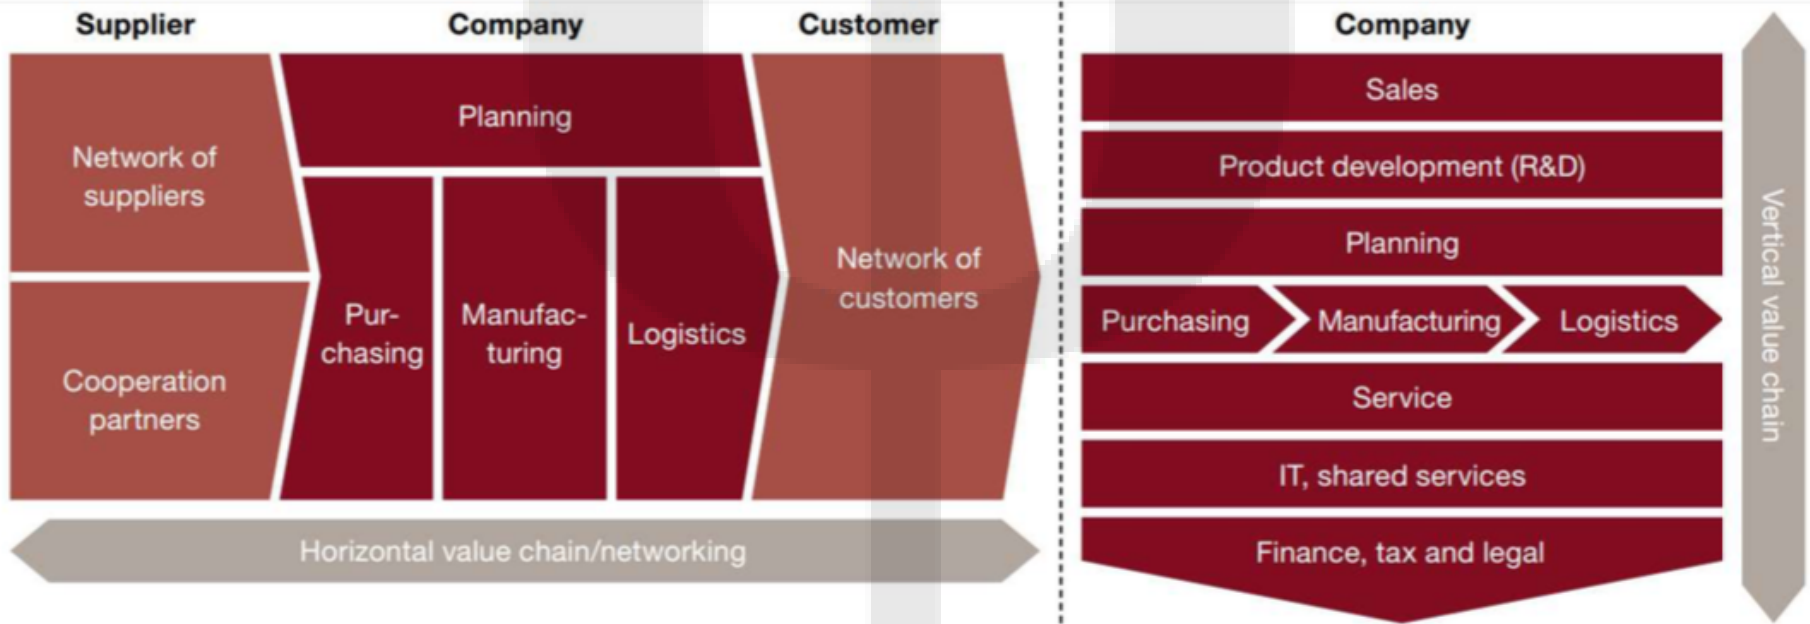 Supplier
Company
Customer
Network of
suppliers
Cooperation
partners
Planning
Pur-
chasing
Manufac-
turing
Logistics
Network of
customers
Horizontal value chain/networking
Company
Sales
Product development (R&D)
Planning
Purchasing
Manufacturing
Logistics
Service
IT, shared services
Finance, tax and legal
Vertical value chain